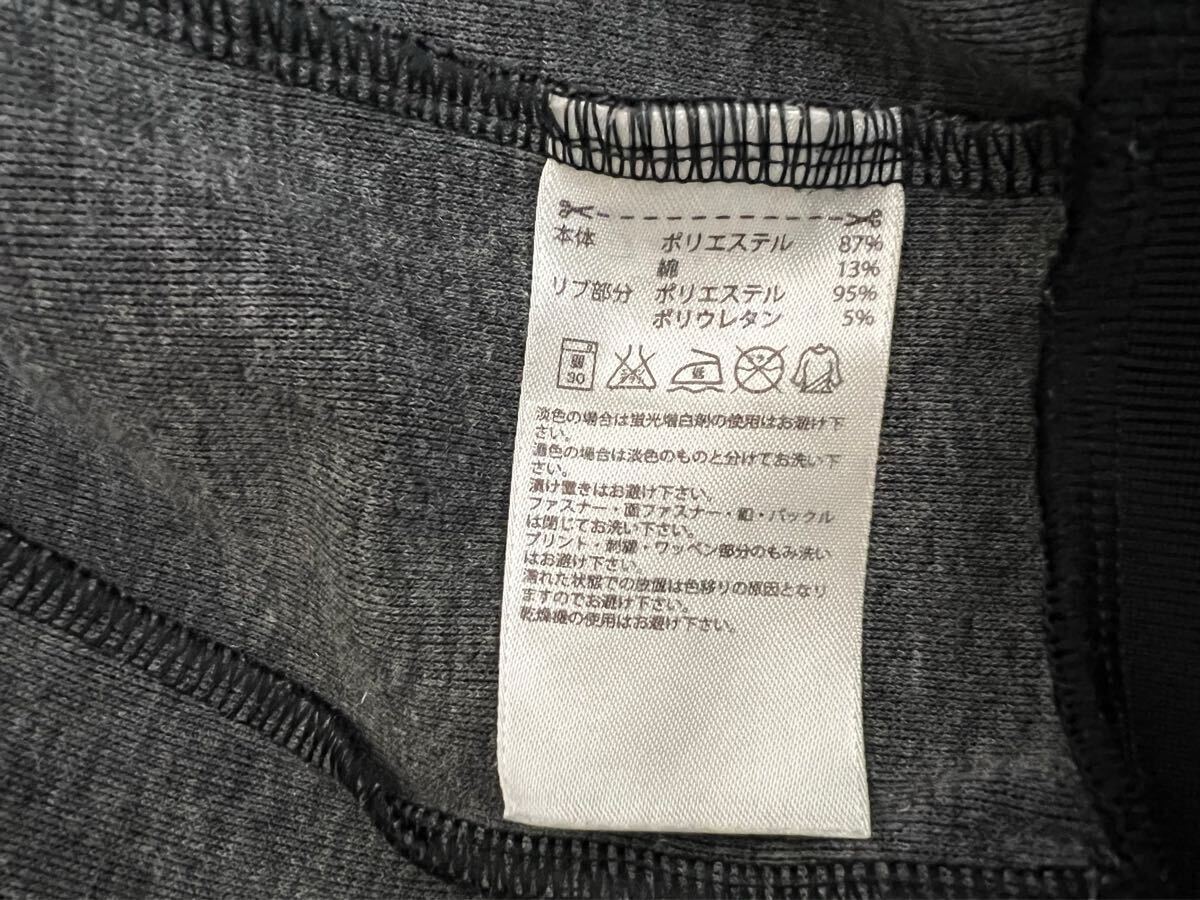 本体 ポリエステル 87%
綿 13%
リブ部分 ポリエステル 95%
ポリウレタン 5%
弱
30
淡色の場合は蛍光増白剤の使用はお避け下
さい。
濃色の場合は淡色のものと分けてお洗い下
さい。
漬け置きはお避け下さい。
ファスナー・面ファスナー・釦・バックル
は閉じてお洗い下さい。
プリント・刺繍・ワッペン部分のもみ洗い
はお避け下さい。
濡れた状態での放置は色移りの原因となり
ますのでお避け下さい。
乾燥機の使用はお避け下さい。